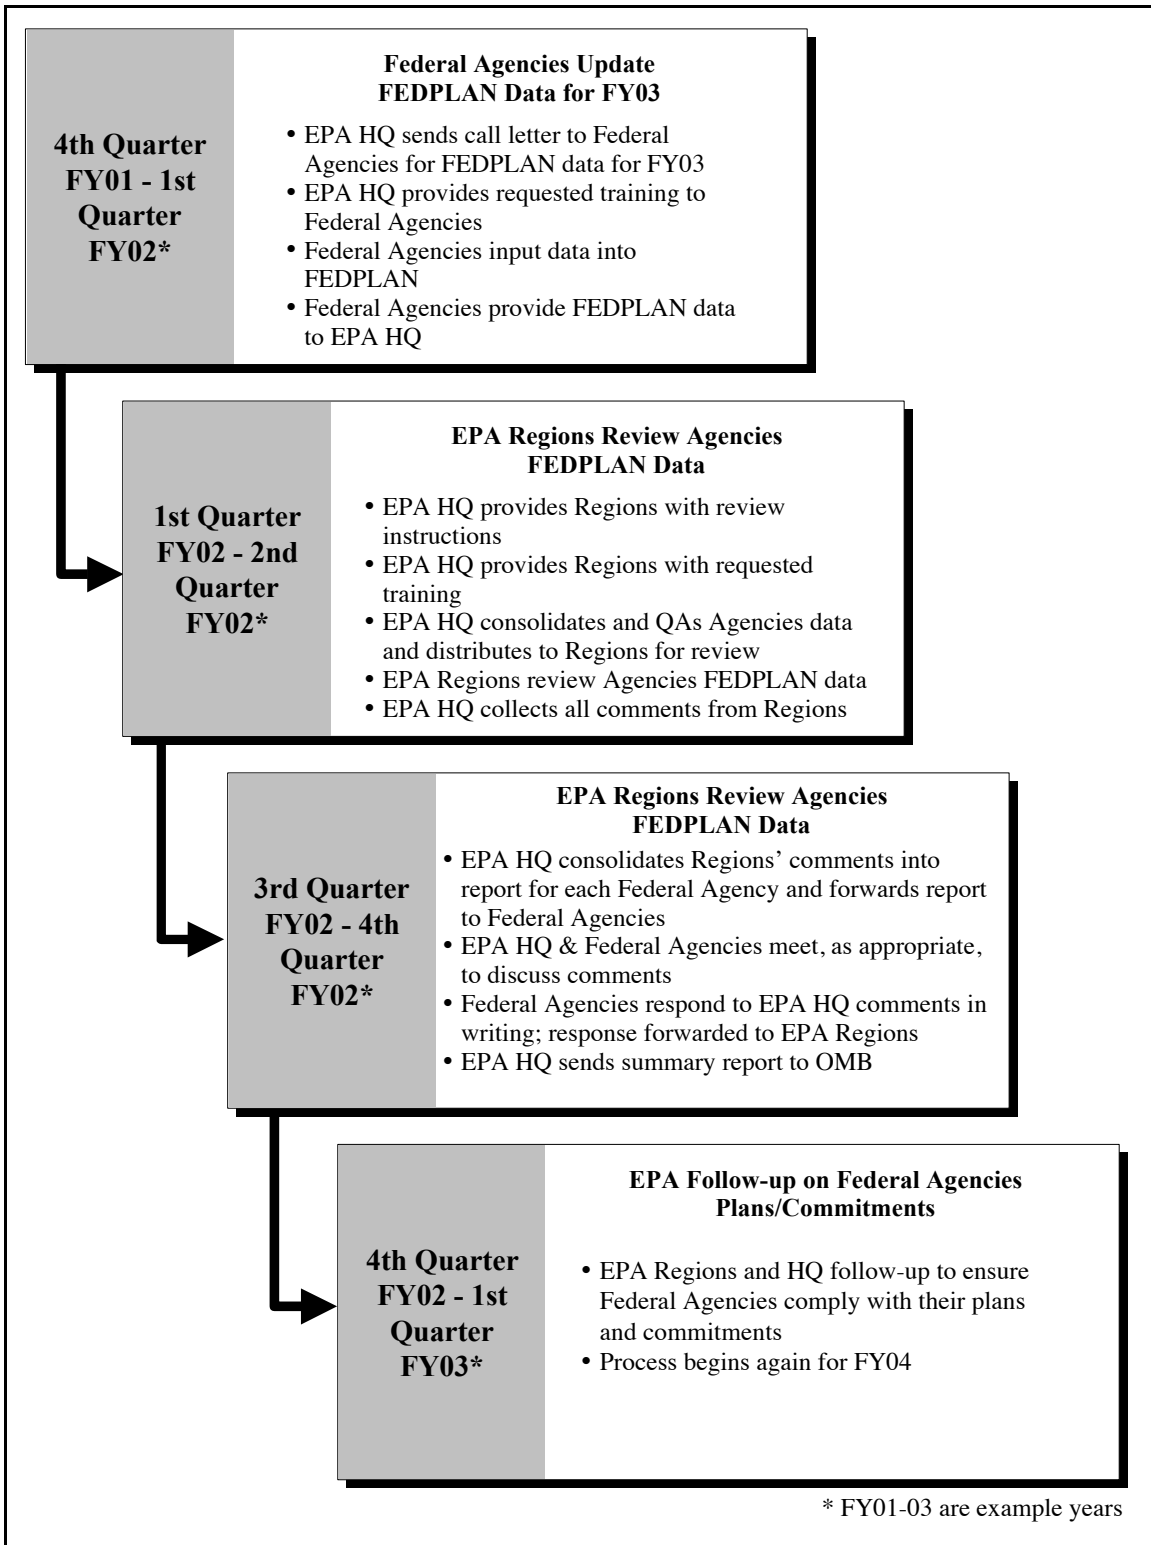 4th Quarter
FY01 - 1st
Quarter
FY02*
Federal Agencies Update
FEDPLAN Data for FY03
• EPA HQ sends call letter to Federal
Agencies for FEDPLAN data for FY03
• EPA HQ provides requested training to
Federal Agencies
• Federal Agencies input data into
FEDPLAN
• Federal Agencies provide FEDPLAN data
to EPA HQ
1st Quarter
FY02 - 2nd
Quarter
FY02*
EPA Regions Review Agencies
FEDPLAN Data
• EPA HQ provides Regions with review
instructions
• EPA HQ provides Regions with requested
training
• EPA HQ consolidates and QAs Agencies data
and distributes to Regions for review
• EPA Regions review Agencies FEDPLAN data
• EPA HQ collects all comments from Regions
3rd Quarter
FY02 - 4th
Quarter
FY02*
EPA Regions Review Agencies
FEDPLAN Data
• EPA HQ consolidates Regions’ comments into
report for each Federal Agency and forwards report
to Federal Agencies
• EPA HQ & Federal Agencies meet, as appropriate,
to discuss comments
• Federal Agencies respond to EPA HQ comments in
writing; response forwarded to EPA Regions
• EPA HQ sends summary report to OMB
4th Quarter
FY02 - 1st
Quarter
FY03*
EPA Follow-up on Federal Agencies
Plans/Commitments
• EPA Regions and HQ follow-up to ensure
Federal Agencies comply with their plans
and commitments
• Process begins again for FY04
* FY01-03 are example years